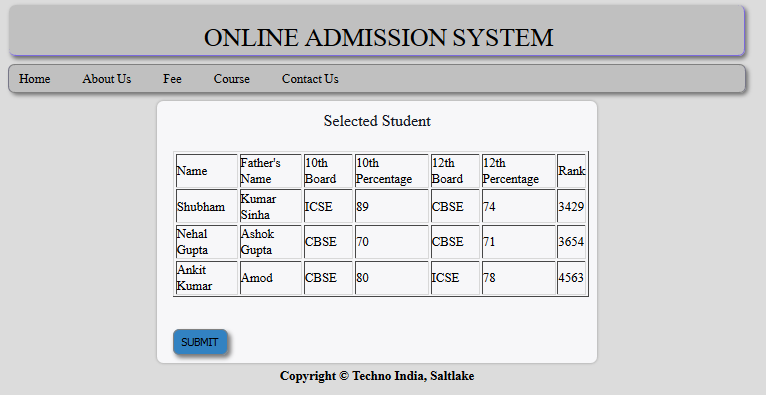 ONLINE ADMISSION SYSTEM
Home About Us Fee Course Contact Us
Selected Student
Name Father's Name 10th Board 10th Percentage 12th Board 12th Percentage Rank
Shubham Kumar Sinha ICSE 89 CBSE 74 3429
Nehal Gupta Ashok Gupta CBSE 70 CBSE 71 3654
Ankit Kumar Amod CBSE 80 ICSE 78 4563
SUBMIT
Copyright © Techno India, Saltlake